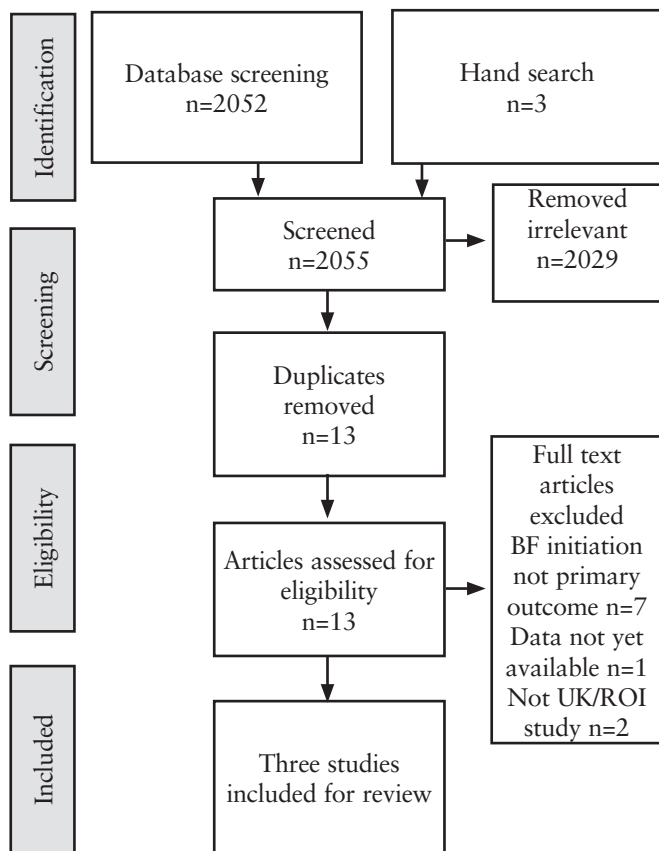 Identification
Database screening
n=2052
Hand search
n=3
Screening
Screened
n=2055
Removed
irrelevant
n=2029
Duplicates
removed
n=13
Eligibility
Articles assessed for
eligibility
n=13
Full text
articles
excluded
BF initiation
not primary
outcome n=7
Data not yet
available n=1
Not UK/ROI
study n=2
Included
Three studies
included for review